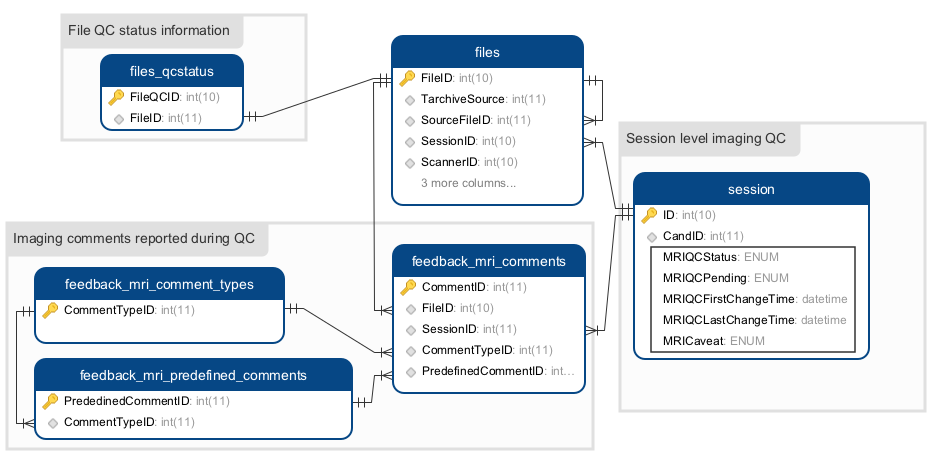 File QC status information
files_qcstatus
FileQCID: int(10)
FileID: int(11)
files
FileID: int(10)
TarchiveSource: int(11)
SourceFileID: int(11)
SessionID: int(10)
ScannerID: int(10)
3 more columns...
Session level imaging QC
session
ID: int(10)
CandID: int(11)
MRIQCStatus: ENUM
MRIQCPending: ENUM
MRIQCFirstChangeTime: datetime
MRIQCLastChangeTime: datetime
MRICaveat: ENUM
Imaging comments reported during QC
feedback_mri_comment_types
CommentTypeID: int(11)
feedback_mri_predefined_comments
PrededinedCommentID: int(11)
CommentTypeID: int(11)
feedback_mri_comments
CommentID: int(11)
FileID: int(10)
SessionID: int(11)
CommentTypeID: int(11)
PredefinedCommentID: int...